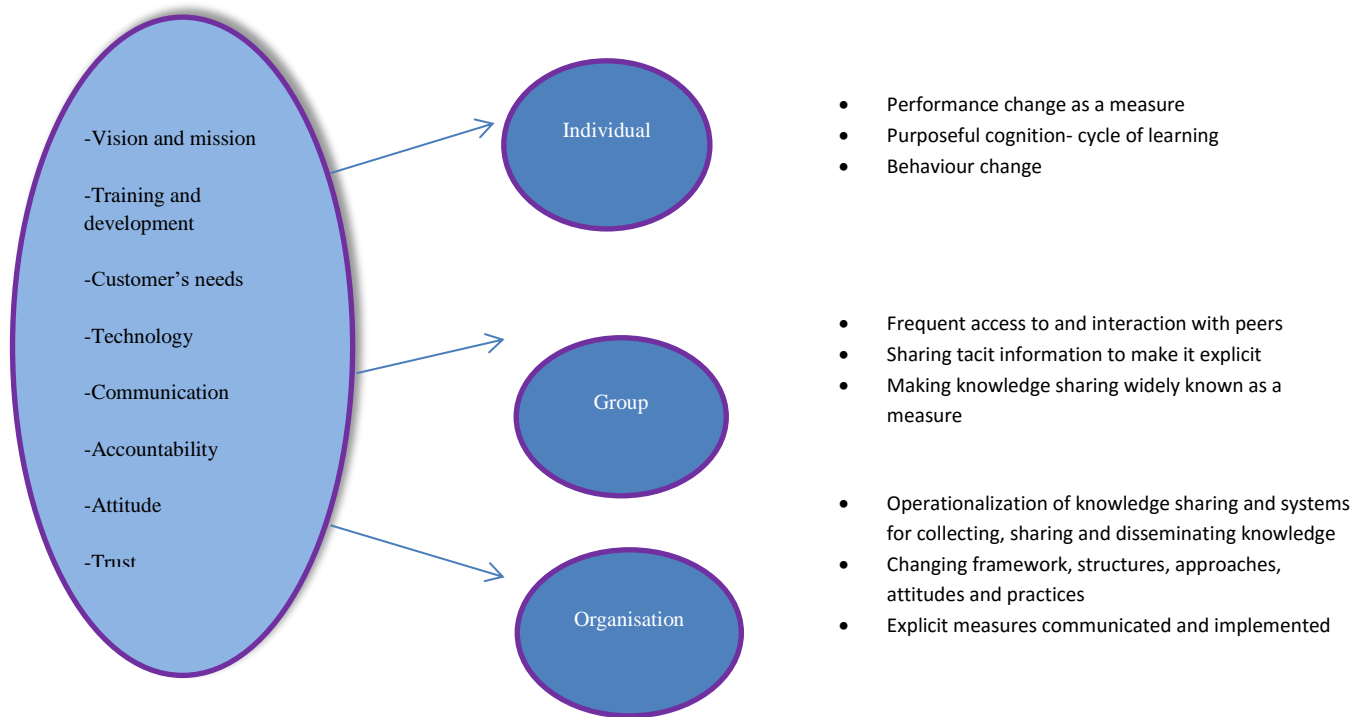 -Vision and mission
-Training and
development
-Customer's needs
-Technology
-Communication
-Accountability
-Attitude
-Trust
Individual
• Performance change as a measure
• Purposeful cognition- cycle of learning
• Behaviour change
Group
• Frequent access to and interaction with peers
• Sharing tacit information to make it explicit
• Making knowledge sharing widely known as a
measure
Organisation
• Operationalization of knowledge sharing and systems
for collecting, sharing and disseminating knowledge
• Changing framework, structures, approaches,
attitudes and practices
• Explicit measures communicated and implemented